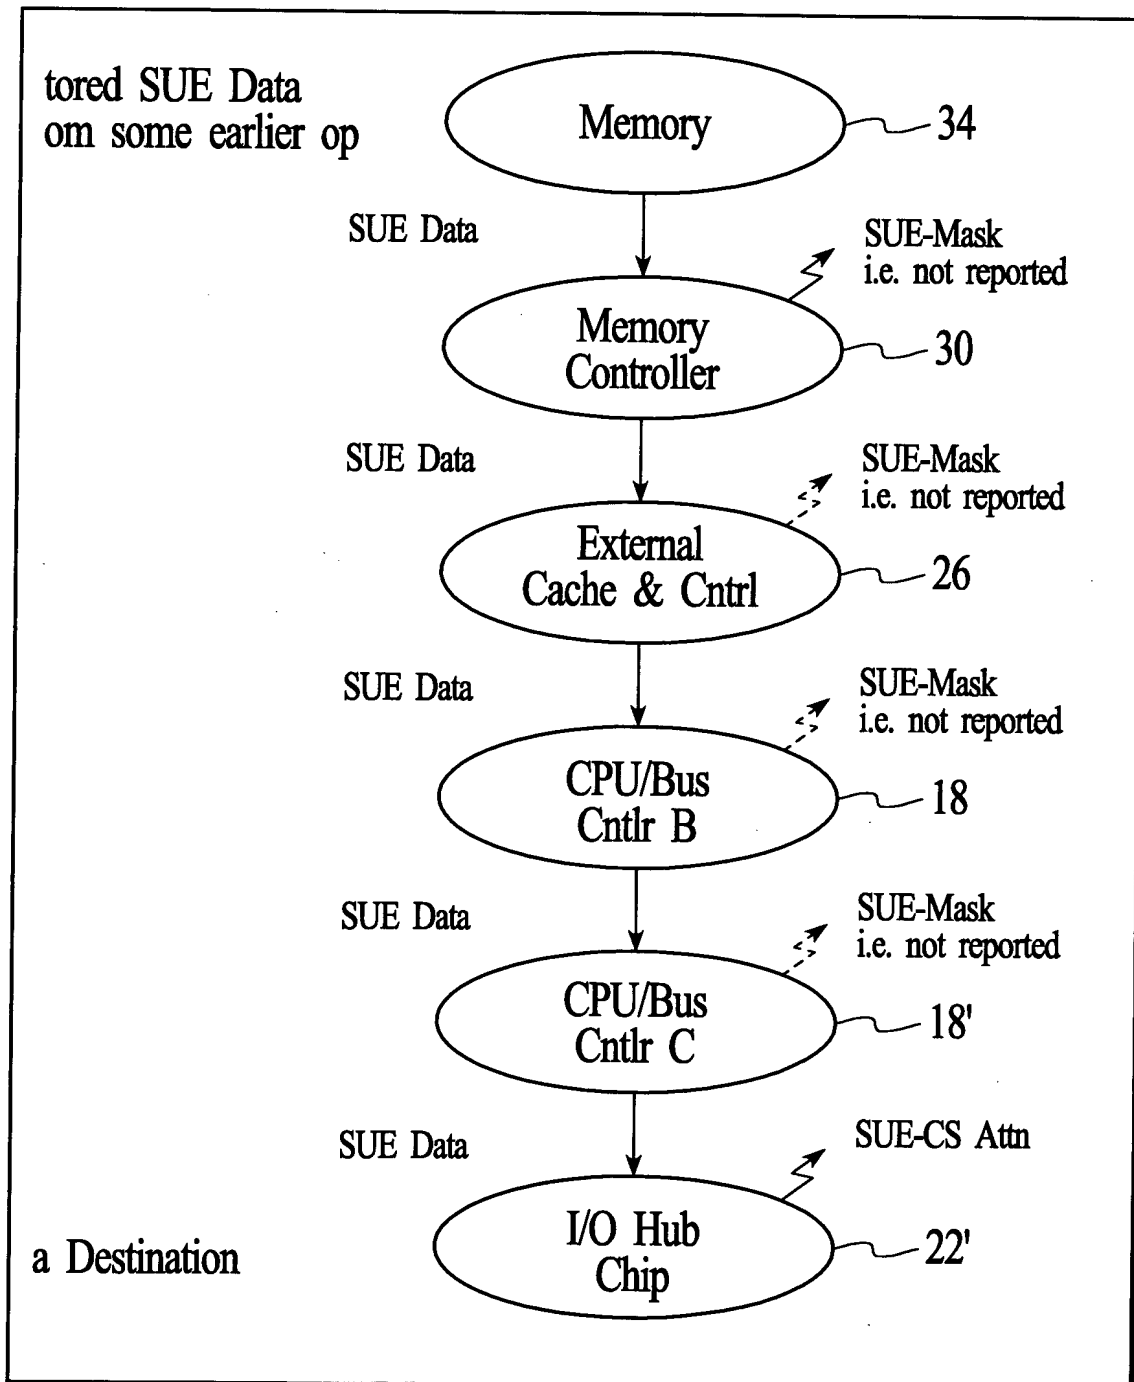 tored SUE Data
om some earlier op
Memory
34
SUE Data
SUE-Mask
i.e. not reported
Memory
Controller
30
SUE Data
SUE-Mask
i.e. not reported
External
Cache & Cntrl
26
SUE Data
SUE-Mask
i.e. not reported
CPU/Bus
Cntlr B
18
SUE Data
SUE-Mask
i.e. not reported
CPU/Bus
Cntlr C
18'
SUE Data
SUE-CS Attn
I/O Hub
Chip
22'
a Destination